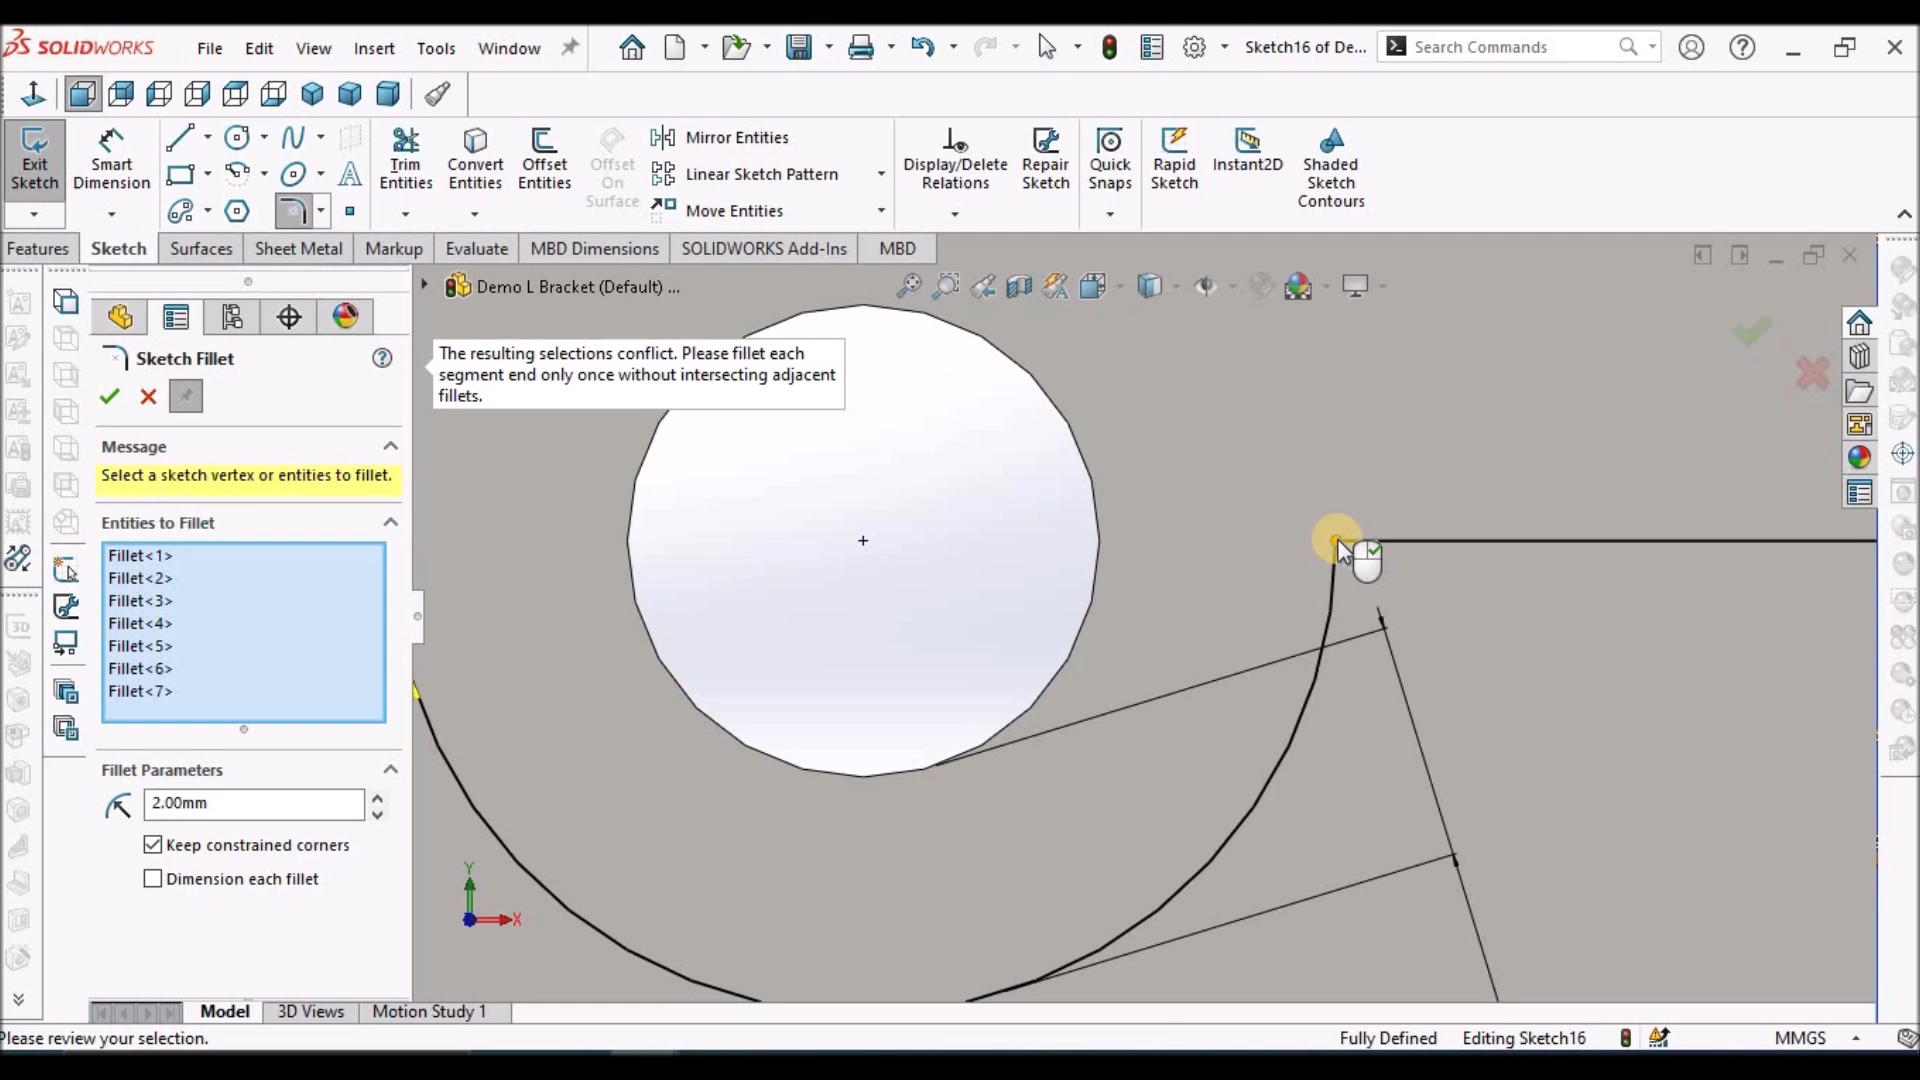 SOLIDWORKS File Edit View Insert Tools Window Sketch16 of De... Search Commands
Exit Sketch
Smart Dimension
Trim Entities
Convert Entities
Offset Entities
Offset On Surface
Mirror Entities
Linear Sketch Pattern
Move Entities
Display/Delete Relations
Repair Sketch
Quick Snaps
Rapid Sketch
Instant2D
Shaded Sketch Contours
Features Sketch Surfaces Sheet Metal Markup Evaluate MBD Dimensions SOLIDWORKS Add-Ins MBD
Demo L Bracket (Default) ...
Sketch Fillet
The resulting selections conflict. Please fillet each
segment end only once without intersecting adjacent
fillets.
Message
Select a sketch vertex or entities to fillet.
Entities to Fillet
Fillet<1>
Fillet<2>
Fillet<3>
Fillet<4>
Fillet<5>
Fillet<6>
Fillet<7>
Fillet Parameters
2.00mm
Keep constrained corners
Dimension each fillet
3D
Y
X
Model 3D Views Motion Study 1
Please review your selection. Fully Defined Editing Sketch16 MMGS